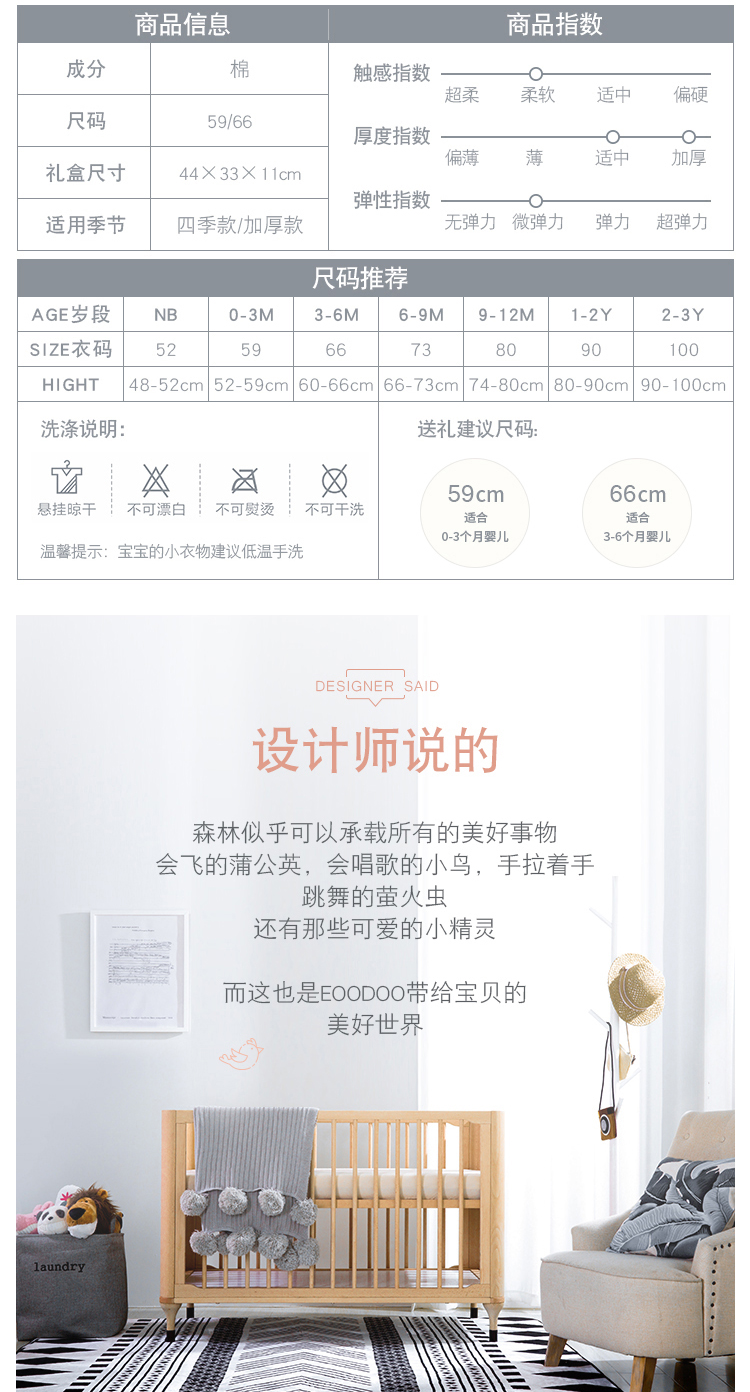 商品信息
成分 棉
尺码 59/66
礼盒尺寸 44×33×11cm
适用季节 四季款/加厚款
商品指数
触感指数
超柔 柔软 适中 偏硬
厚度指数
偏薄 薄 适中 加厚
弹性指数
无弹力 微弹力 弹力 超弹力
尺码推荐
AGE岁段 NB 0-3M 3-6M 6-9M 9-12M 1-2Y 2-3Y
SIZE衣码 52 59 66 73 80 90 100
HIGHT 48-52cm 52-59cm 60-66cm 66-73cm 74-80cm 80-90cm 90-100cm
洗涤说明:
悬挂晾干 不可漂白 不可熨烫 不可干洗
温馨提示：宝宝的小衣物建议低温手洗
送礼建议尺码:
59cm
适合
0-3个月婴儿
66cm
适合
3-6个月婴儿
DESIGNER SAID
设计师说的
森林似乎可以承载所有的美好事物
会飞的蒲公英，会唱歌的小鸟，手拉着手
跳舞的萤火虫
还有那些可爱的小精灵
而这也是EOODOO带给宝贝的
美好世界
laundry